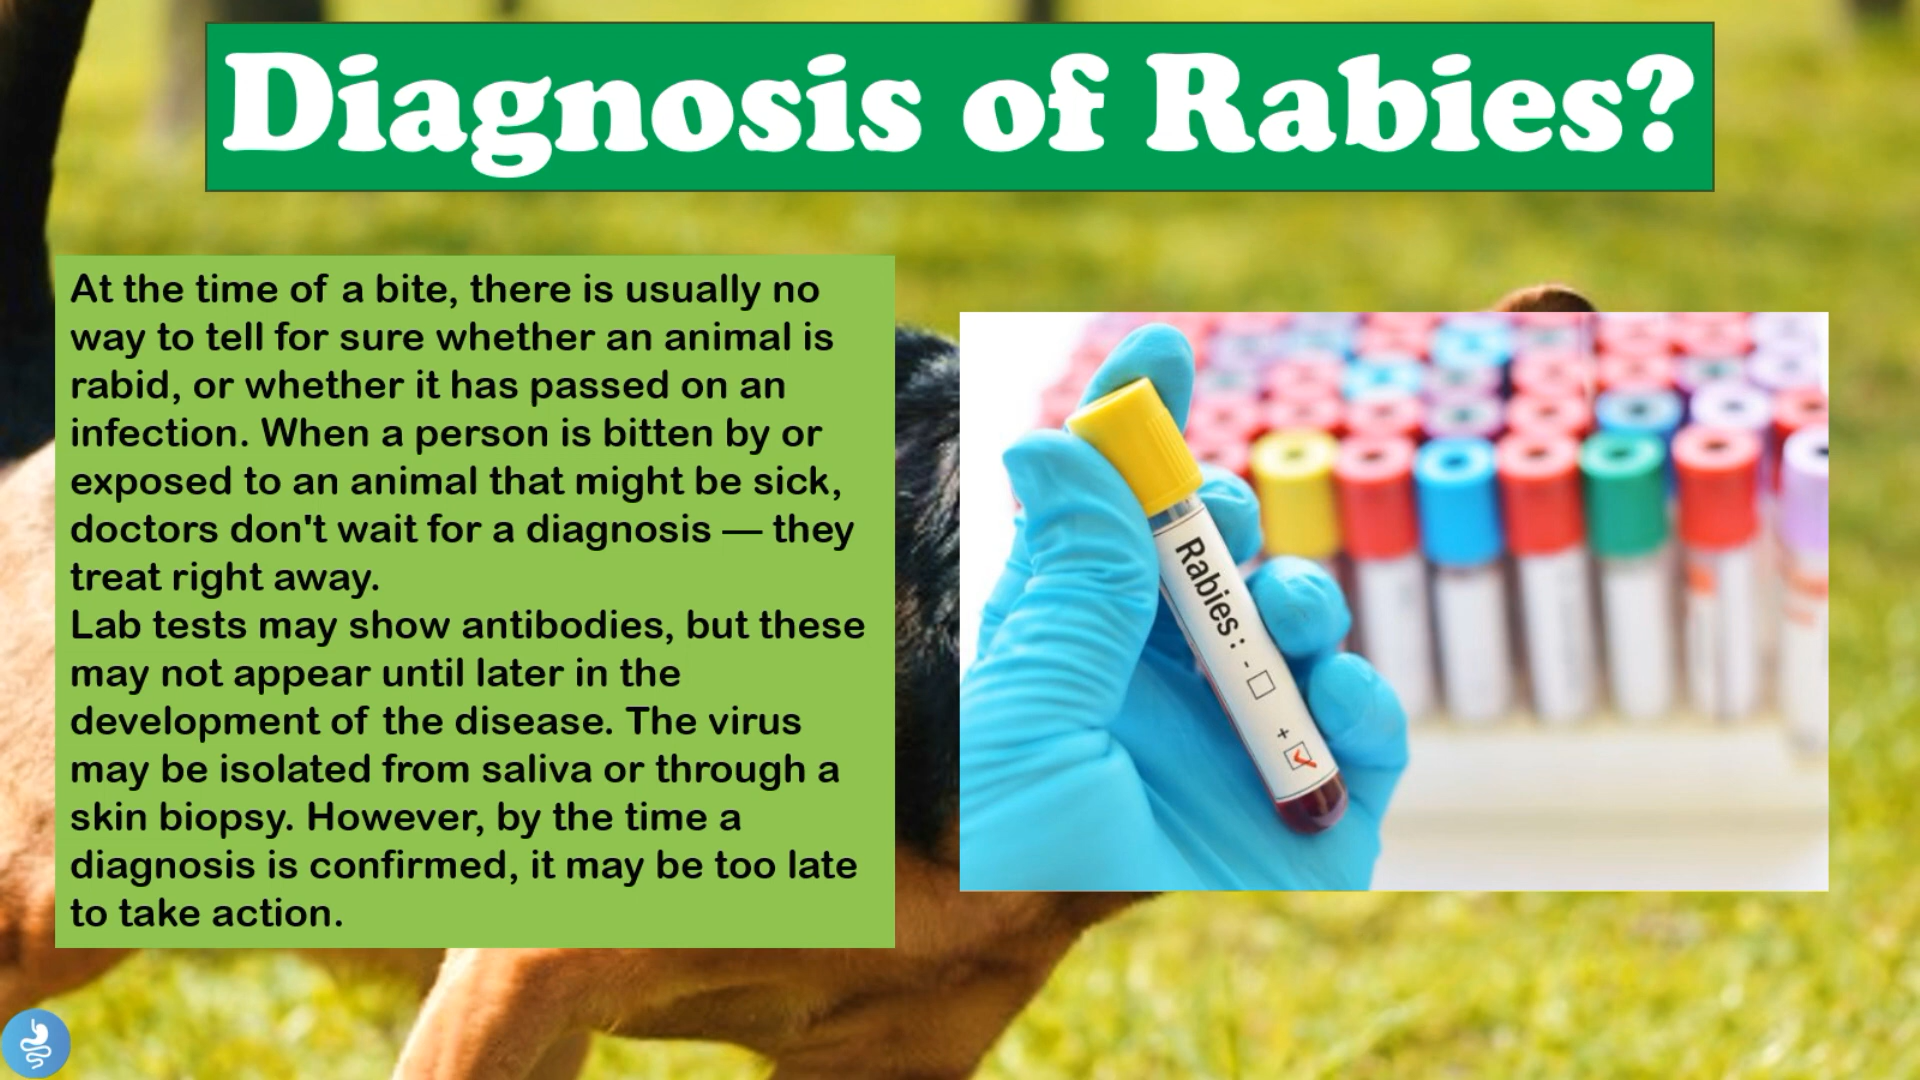 Diagnosis of Rabies?
At the time of a bite, there is usually no
way to tell for sure whether an animal is
rabid, or whether it has passed on an
infection. When a person is bitten by or
exposed to an animal that might be sick,
doctors don't wait for a diagnosis — they
treat right away.
Lab tests may show antibodies, but these
may not appear until later in the
development of the disease. The virus
may be isolated from saliva or through a
skin biopsy. However, by the time a
diagnosis is confirmed, it may be too late
to take action.
Rabies:
-
+